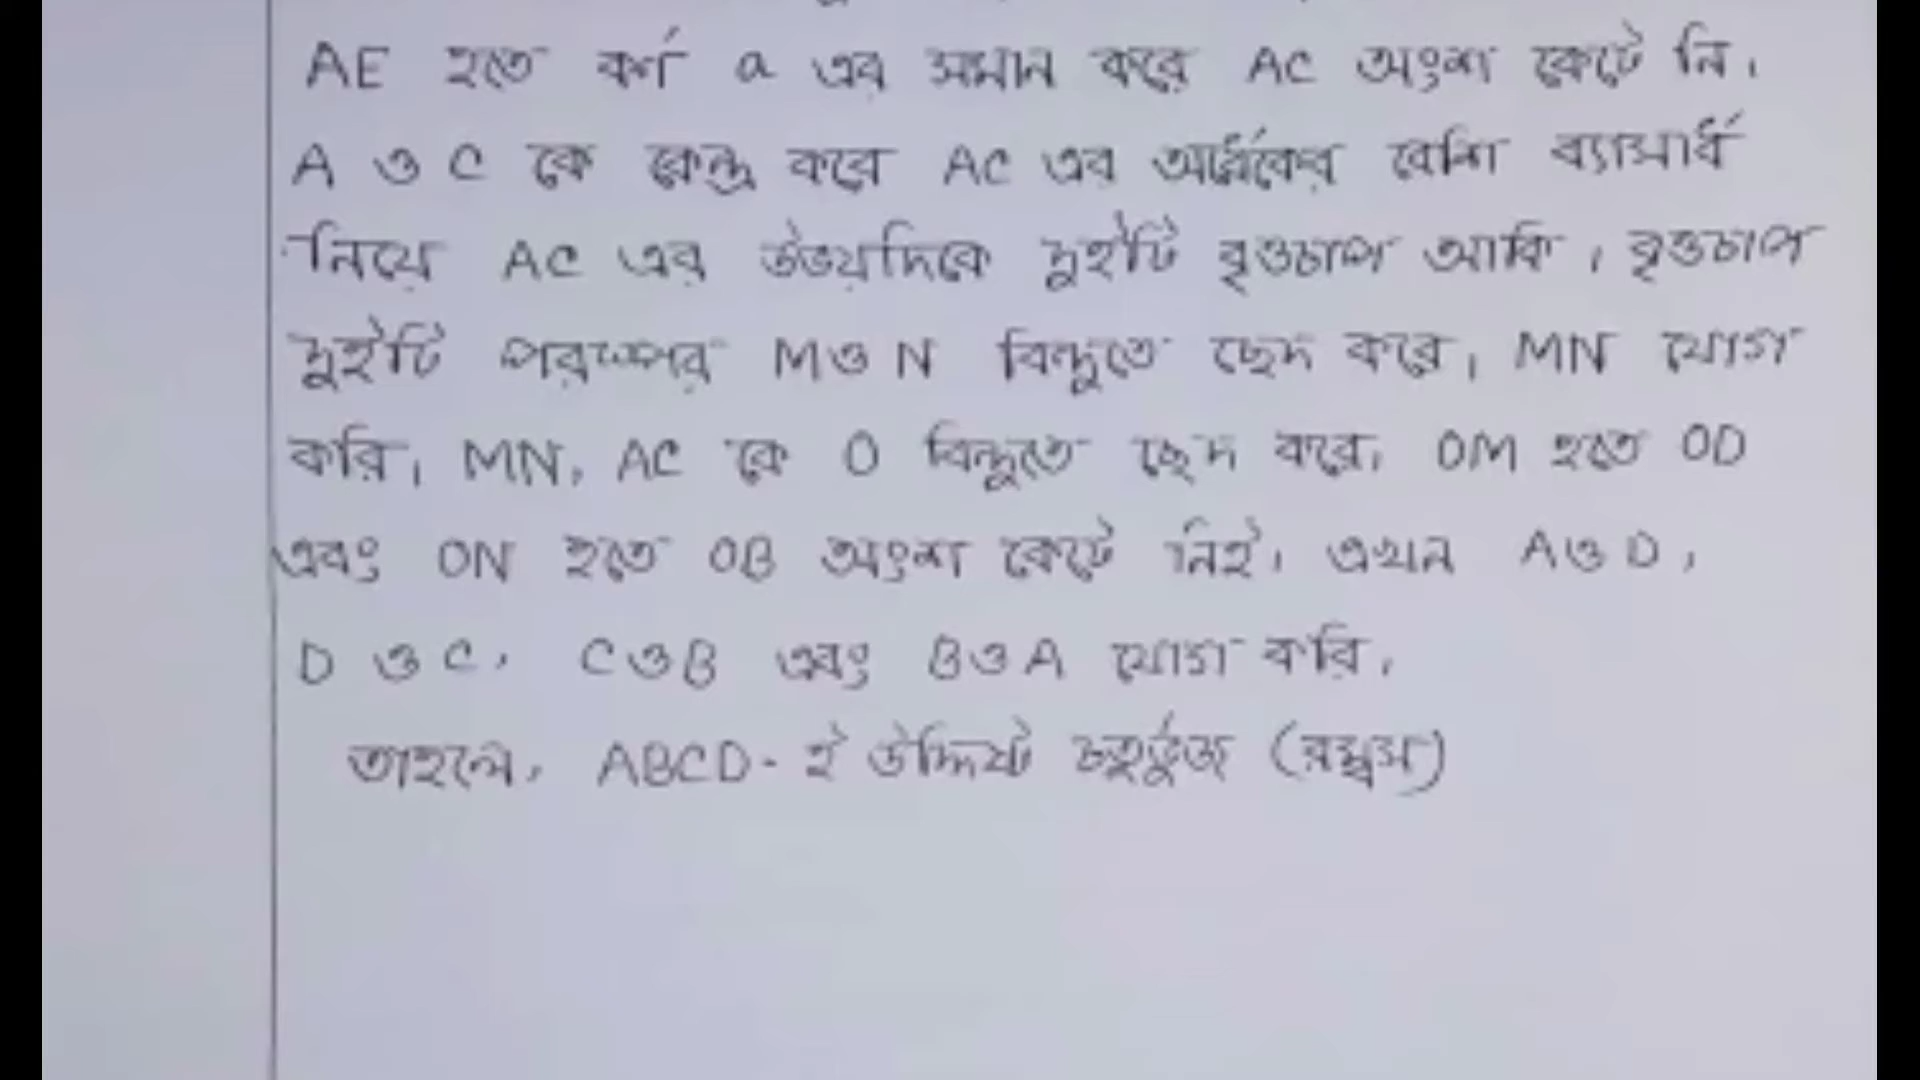 AE হতে কর্ণ a এর সমান করে AC অংশ কেটে নি।
A ও C কে কেন্দ্র করে AC এর অর্ধেকের বেশি ব্যাসার্ধ
নিয়ে AC এর উভয়দিকে দুইটি বৃত্তচাপ আকি। বৃত্তচাপ
দুইটি পরস্পর M ও N বিন্দুতে ছেদ করে। MN যোগ
করি। MN, AC কে O বিন্দুতে ছেদ করে। OM হতে OD
এবং ON হতে OB অংশ কেটে নিই। এখন A ও D,
D ও C, C ও B এবং B ও A যোগ করি।
তাহলে, ABCD-ই উদ্দিষ্ট চতুর্ভুজ (রম্বস)